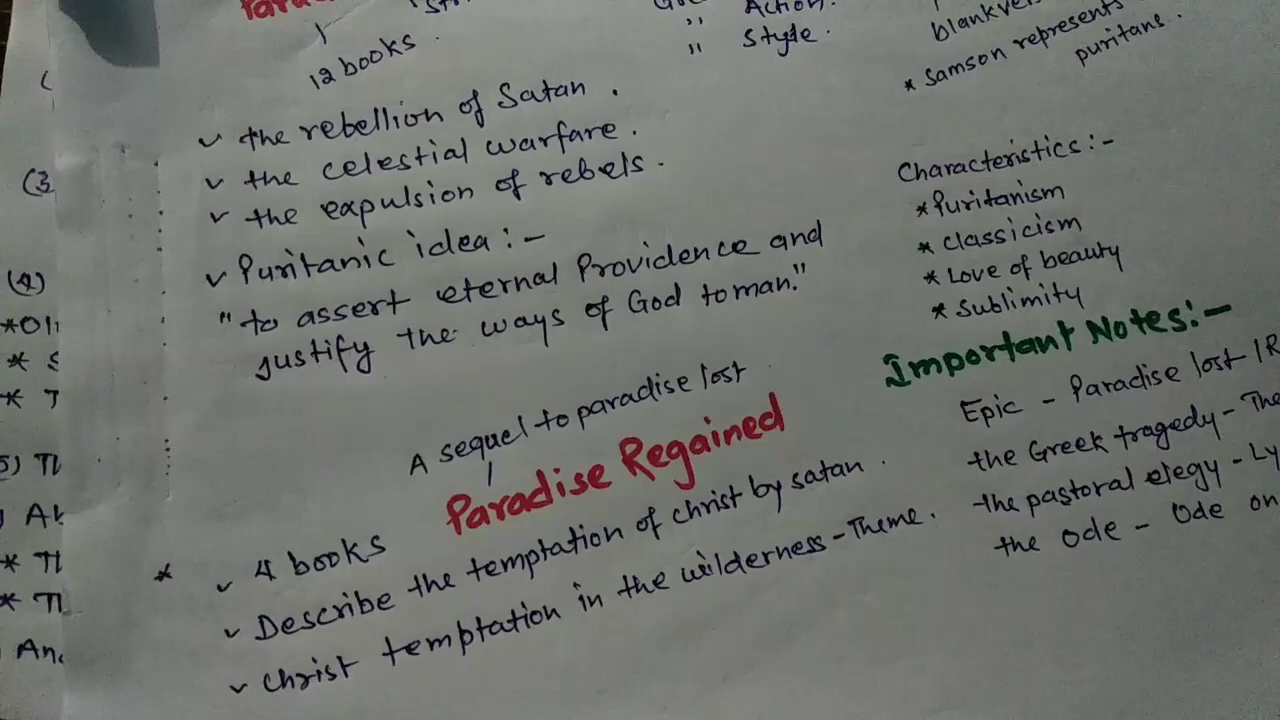 12 books.
✓ the rebellion of Satan.
✓ the celestial warfare.
✓ the expulsion of rebels.
✓ Puritanic idea:-
"to assert eternal Providence and
justify the ways of God to man."
A sequel to paradise lost
Paradise Regained
* ✓ 4 books
✓ Describe the temptation of christ by satan.
✓ christ temptation in the wilderness - Theme.
" Action.
" Style.
* Samson represents
puritans.
Characteristics:-
* Puritanism
* classicism
* Love of beauty
* Sublimity
Important Notes:-
Epic - Paradise lost / R
the Greek tragedy - The
the pastoral elegy - Ly
the ode - Ode on
(3
(4)
5)